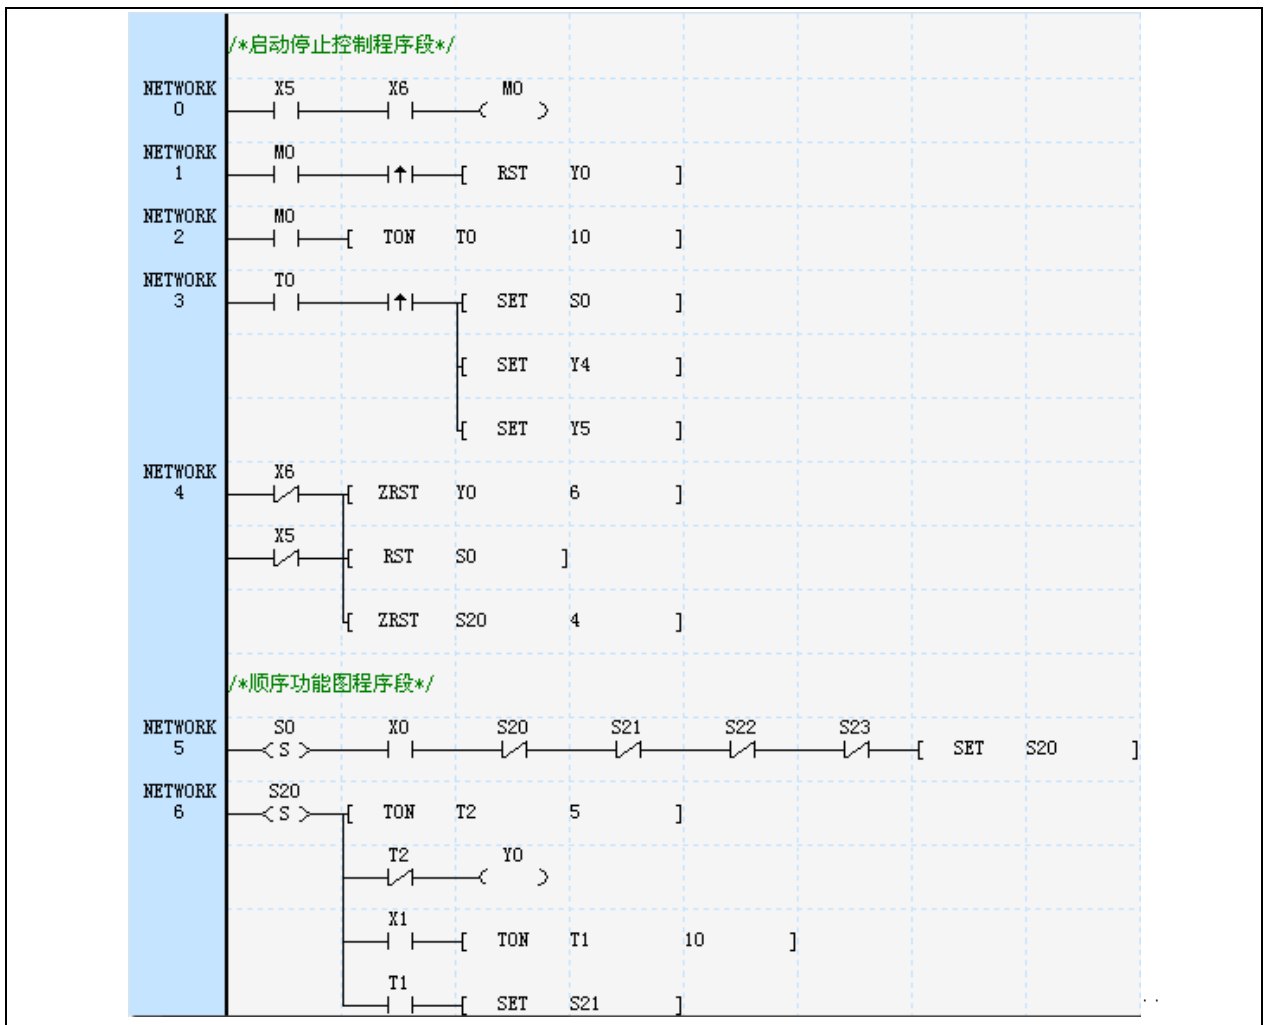 /*启动停止控制程序段*/
NETWORK 0 X5 X6 M0
NETWORK 1 M0 [ RST Y0 ]
NETWORK 2 M0 [ TON T0 10 ]
NETWORK 3 T0 [ SET S0 ]
[ SET Y4 ]
[ SET Y5 ]
NETWORK 4 X6 [ ZRST Y0 6 ]
X5 [ RST S0 ]
[ ZRST S20 4 ]
/*顺序功能图程序段*/
NETWORK 5 S0 <S> X0 S20 S21 S22 S23 [ SET S20 ]
NETWORK 6 S20 <S> [ TON T2 5 ]
T2 Y0
X1 [ TON T1 10 ]
T1 [ SET S21 ]